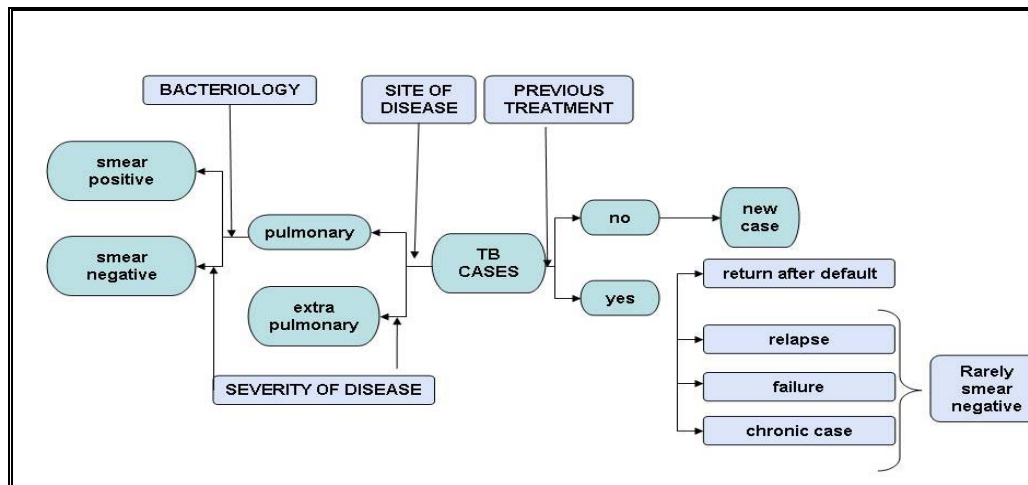 BACTERIOLOGY
SITE OF
DISEASE
PREVIOUS
TREATMENT
smear
positive
smear
negative
pulmonary
extra
pulmonary
TB
CASES
no
new
case
yes
return after default
relapse
failure
chronic case
Rarely
smear
negative
SEVERITY OF DISEASE